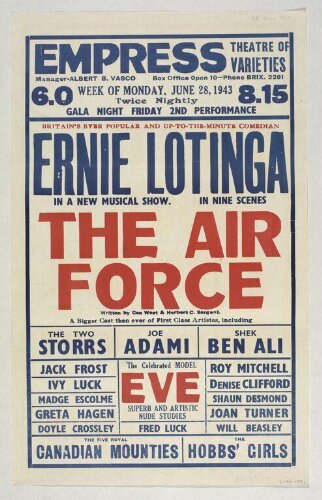 EMPRESS THEATRE OF VARIETIES
Manager-ALBERT B. VASCO Box Office Open 10-Phone BRIX. 2201
6.0 WEEK OF MONDAY, JUNE 28, 1943 8.15
Twice Nightly
GALA NIGHT FRIDAY 2ND PERFORMANCE
BRITAIN'S EVER POPULAR AND UP-TO-THE-MINUTE COMEDIAN
ERNIE LOTINGA
IN A NEW MUSICAL SHOW. IN NINE SCENES
THE AIR
FORCE
Written by Con West & Herbert C. Sargent.
A Bigger Cast than ever of First Class Artistes, including
THE TWO
STORRS
JOE
ADAMI
SHEK
BEN ALI
JACK FROST
IVY LUCK
MADGE ESCOLME
GRETA HAGEN
DOYLE CROSSLEY
The Celebrated MODEL
EVE
SUPERB AND ARTISTIC
NUDE STUDIES
FRED LUCK
ROY MITCHELL
DENISE CLIFFORD
SHAUN DESMOND
JOAN TURNER
WILL BEASLEY
THE FIVE ROYAL
CANADIAN MOUNTIES
THE
HOBBS' GIRLS